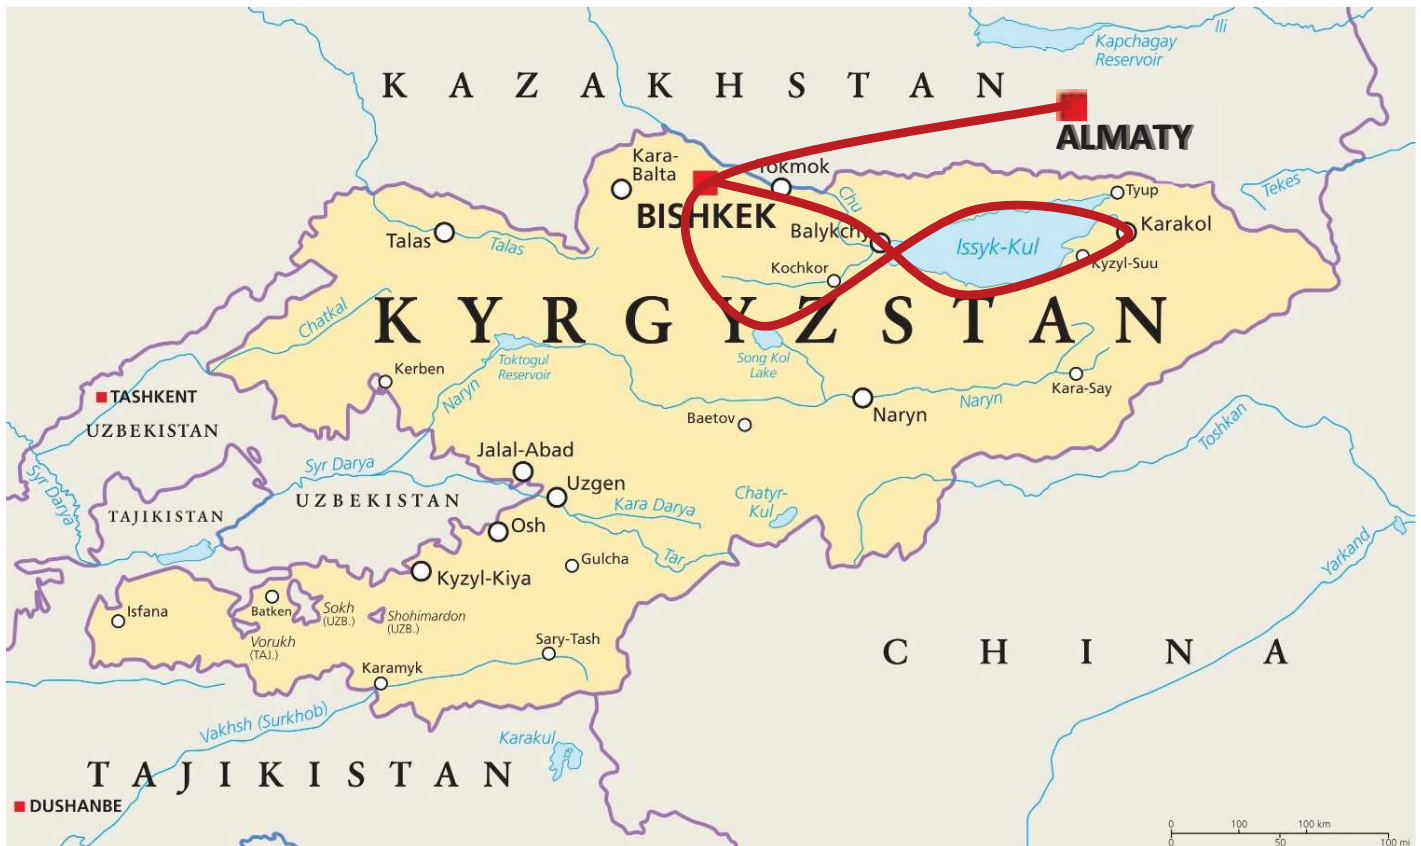 Ili
Kapchagay
Reservoir
KAZAKHSTAN
ALMATY
Kara-
Balta
Tokmok
BISHKEK
Chu
Tyup
Tekes
Talas
Talas
Balykchy
Issyk-Kul
Karakol
Kochkor
Kyzyl-Suu
Chatkal
KYRGYZSTAN
Toktogul
Reservoir
Song Kol
Lake
Kerben
Naryn
Kara-Say
TASHKENT
UZBEKISTAN
Baetov
Naryn
Naryn
Toshkan
Jalal-Abad
Syr Darya
Syr Darya
UZBEKISTAN
Uzgen
Kara Darya
Chatyr-
Kul
TAJIKISTAN
Osh
Tar
Gulcha
Yarkand
Kyzyl-Kiya
Isfana
Batken
Sokh
(UZB.)
Shohimardon
(UZB.)
Vorukh
(TAJ.)
Sary-Tash
CHINA
Karamyk
Vakhsh (Surkhob)
Karakul
TAJIKISTAN
DUSHANBE
0 100 100 km
0 50 100 mi